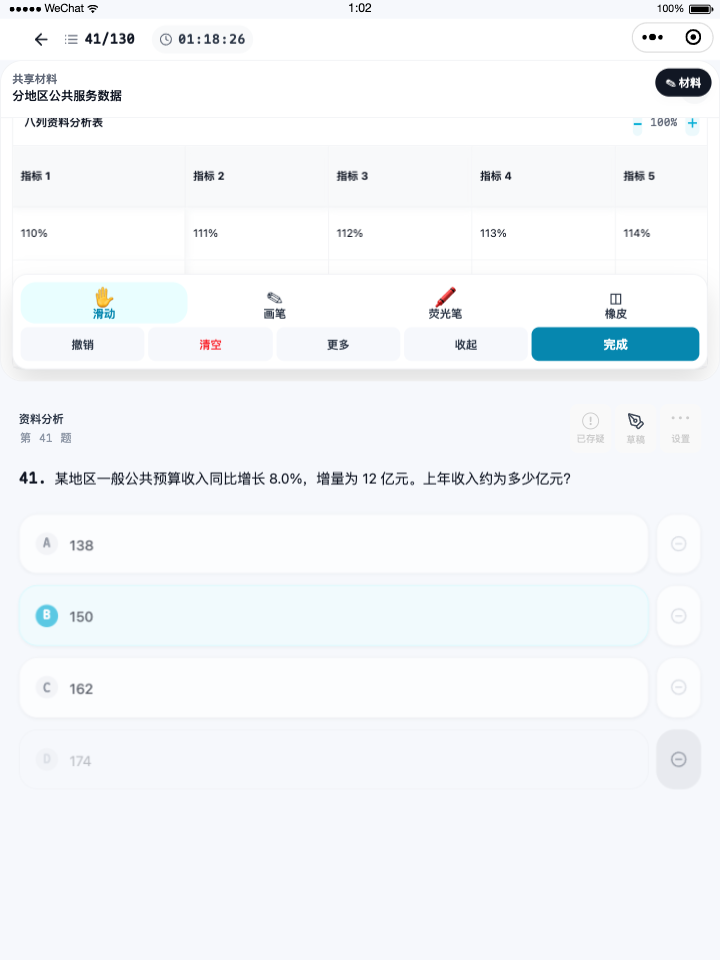 WeChat 1:02 100%
41/130 01:18:26
共享材料
分地区公共服务数据
材料
八列资料分析表
100%
指标 1 指标 2 指标 3 指标 4 指标 5
110% 111% 112% 113% 114%
滑动 画笔 荧光笔 橡皮
撤销 清空 更多 收起 完成
资料分析
第 41 题
已存疑 草稿 设置
41. 某地区一般公共预算收入同比增长 8.0%，增量为 12 亿元。上年收入约为多少亿元?
A 138
B 150
C 162
D 174